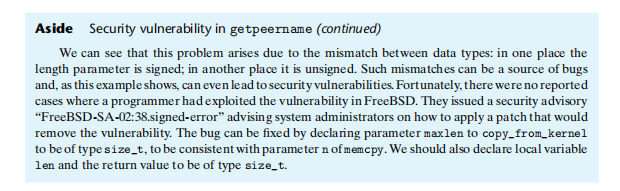 Aside Security vulnerability in getpeername (continued)
We can see that this problem arises due to the mismatch between data types: in one place the
length parameter is signed; in another place it is unsigned. Such mismatches can be a source of bugs
and, as this example shows, can even lead to security vulnerabilities. Fortunately, there were no reported
cases where a programmer had exploited the vulnerability in FreeBSD. They issued a security advisory
“FreeBSD-SA-02:38.signed-error” advising system administrators on how to apply a patch that would
remove the vulnerability. The bug can be fixed by declaring parameter maxlen to copy_from_kernel
to be of type size_t, to be consistent with parameter n of memcpy. We should also declare local variable
len and the return value to be of type size_t.